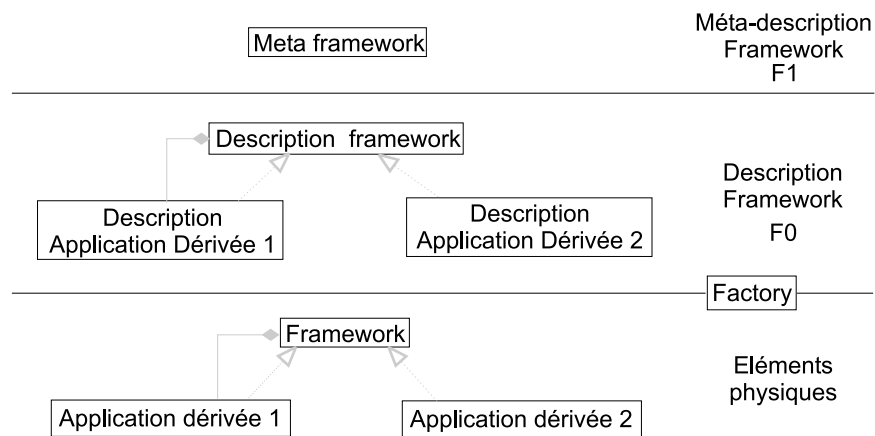 Meta framework
Méta-description
Framework
F1
Description framework
Description
Application Dérivée 1
Description
Application Dérivée 2
Description
Framework
F0
Factory
Framework
Application dérivée 1
Application dérivée 2
Eléments
physiques